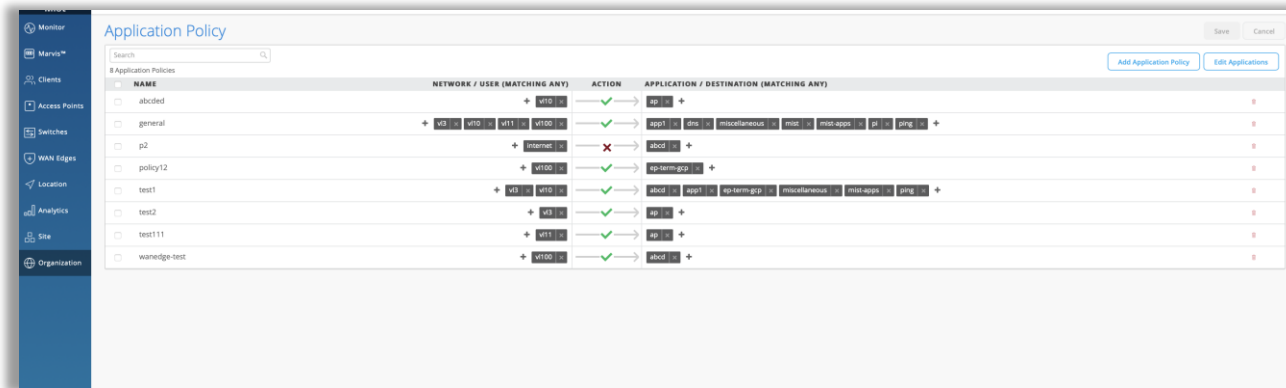 Monitor
Marvis™
Clients
Access Points
Switches
WAN Edges
Location
Analytics
Site
Organization
Application Policy
Save Cancel
Search
8 Application Policies
Add Application Policy Edit Applications
NAME NETWORK / USER (MATCHING ANY) ACTION APPLICATION / DESTINATION (MATCHING ANY)
abcded + vl10 × ap × +
general + vl3 × vl10 × vl11 × vl100 × app1 × dns × miscellaneous × mist × mist-apps × pi × ping × +
p2 + internet × abcd × +
policy12 + vl100 × ep-term-gcp × +
test1 + vl3 × vl10 × abcd × app1 × ep-term-gcp × miscellaneous × mist-apps × ping × +
test2 + vl3 × ap × +
test111 + vl11 × ap × +
wanedge-test + vl100 × abcd × +